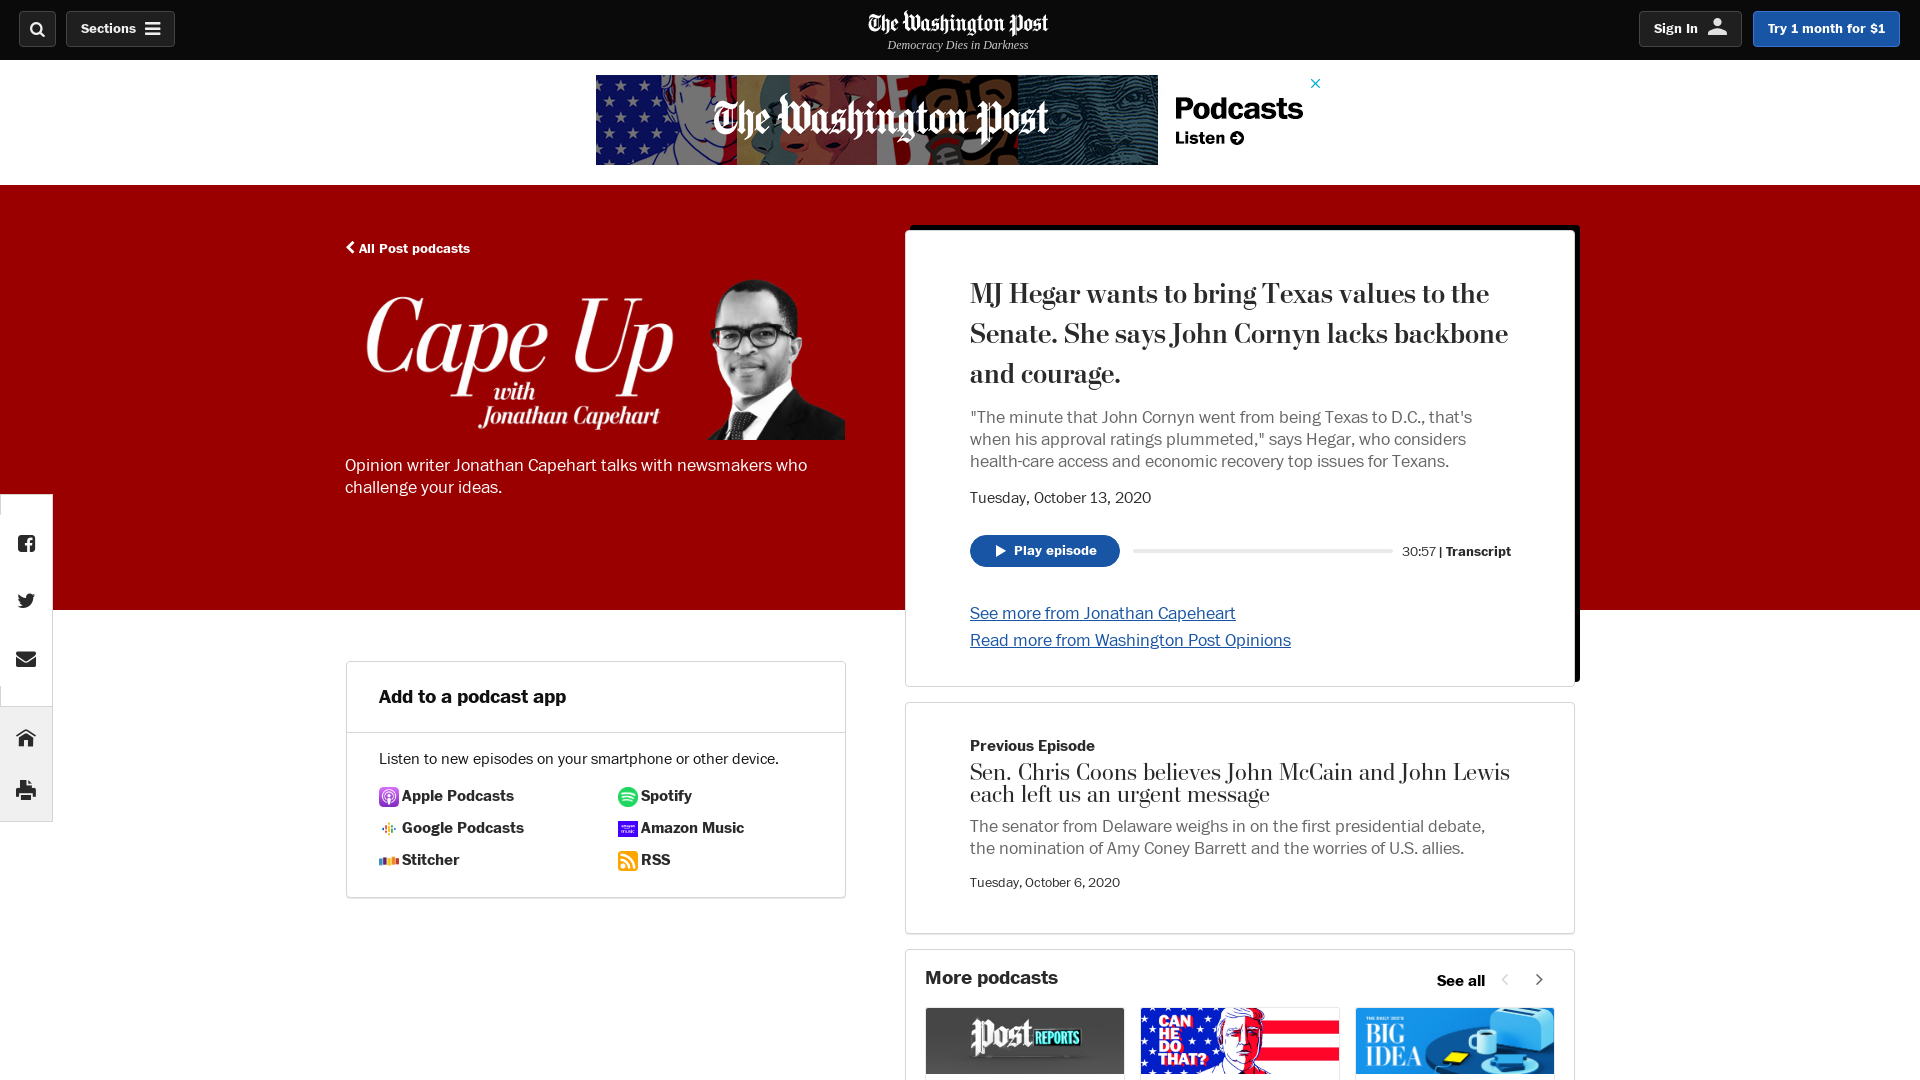 Sections
The Washington Post
Democracy Dies in Darkness
Sign In
Try 1 month for $1
The Washington Post
Podcasts
Listen
All Post podcasts
Cape Up
with
Jonathan Capehart
Opinion writer Jonathan Capehart talks with newsmakers who
challenge your ideas.
MJ Hegar wants to bring Texas values to the
Senate. She says John Cornyn lacks backbone
and courage.
"The minute that John Cornyn went from being Texas to D.C., that's
when his approval ratings plummeted," says Hegar, who considers
health-care access and economic recovery top issues for Texans.
Tuesday, October 13, 2020
Play episode
30:57 | Transcript
See more from Jonathan Capeheart
Read more from Washington Post Opinions
Add to a podcast app
Listen to new episodes on your smartphone or other device.
Apple Podcasts
Spotify
Google Podcasts
Amazon Music
Stitcher
RSS
Previous Episode
Sen. Chris Coons believes John McCain and John Lewis
each left us an urgent message
The senator from Delaware weighs in on the first presidential debate,
the nomination of Amy Coney Barrett and the worries of U.S. allies.
Tuesday, October 6, 2020
More podcasts
See all
Post REPORTS
CAN
HE
DO
THAT?
THE DAILY 202'S
BIG
IDEA